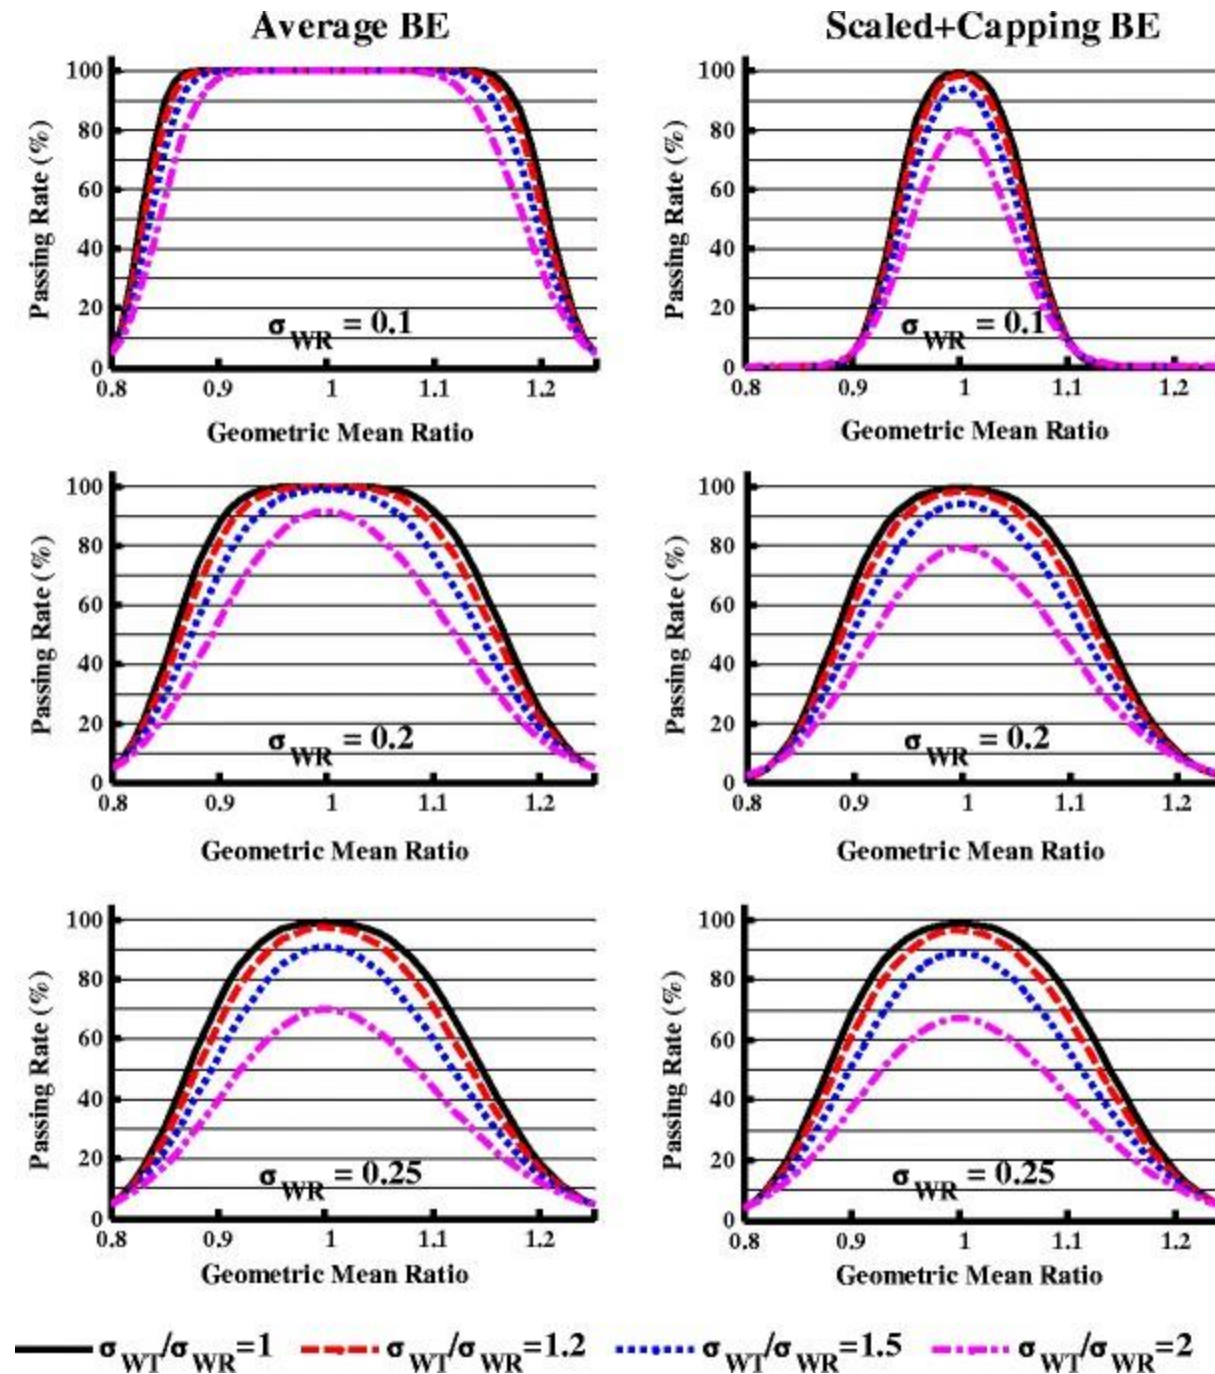 Average BE
Scaled+Capping BE
100
80
60
40
20
0
Passing Rate (%)
σWR = 0.1
0.8 0.9 1 1.1 1.2
Geometric Mean Ratio
100
80
60
40
20
0
Passing Rate (%)
σWR = 0.1
0.8 0.9 1 1.1 1.2
Geometric Mean Ratio
100
80
60
40
20
0
Passing Rate (%)
σWR = 0.2
0.8 0.9 1 1.1 1.2
Geometric Mean Ratio
100
80
60
40
20
0
Passing Rate (%)
σWR = 0.2
0.8 0.9 1 1.1 1.2
Geometric Mean Ratio
100
80
60
40
20
0
Passing Rate (%)
σWR = 0.25
0.8 0.9 1 1.1 1.2
Geometric Mean Ratio
100
80
60
40
20
0
Passing Rate (%)
σWR = 0.25
0.8 0.9 1 1.1 1.2
Geometric Mean Ratio
σWT/σWR=1 σWT/σWR=1.2 σWT/σWR=1.5 σWT/σWR=2